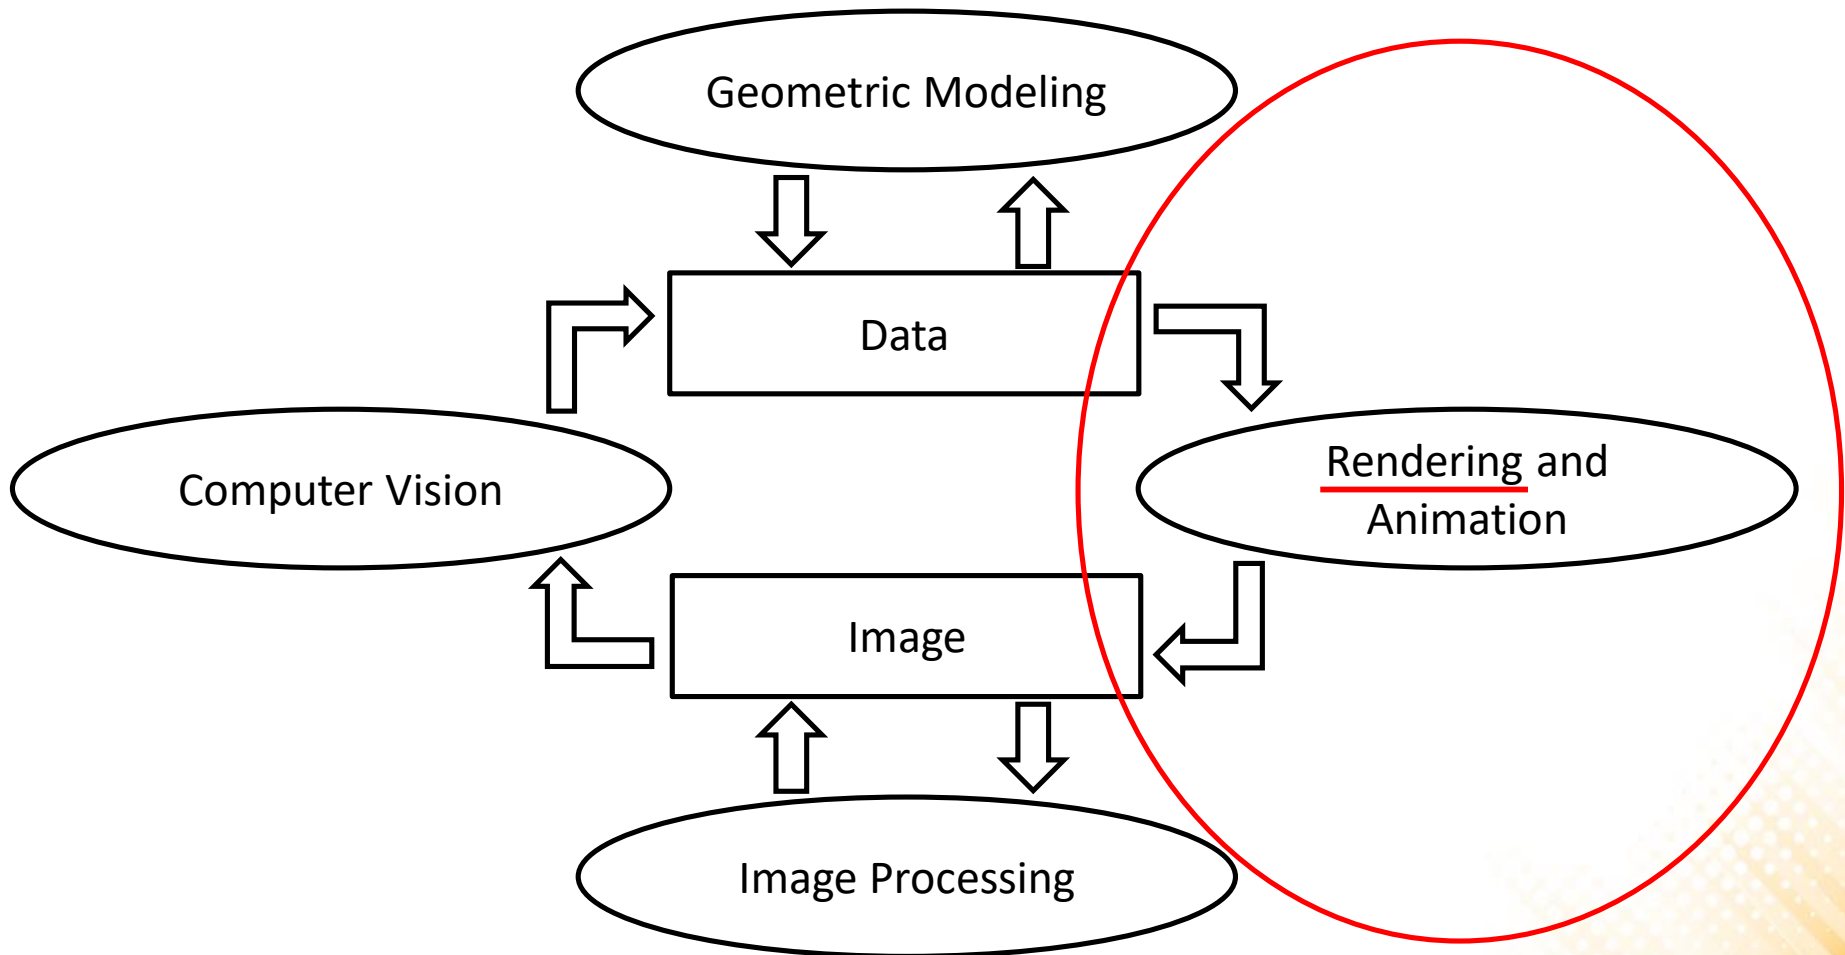 Geometric Modeling
Data
Computer Vision
Rendering and
Animation
Image
Image Processing